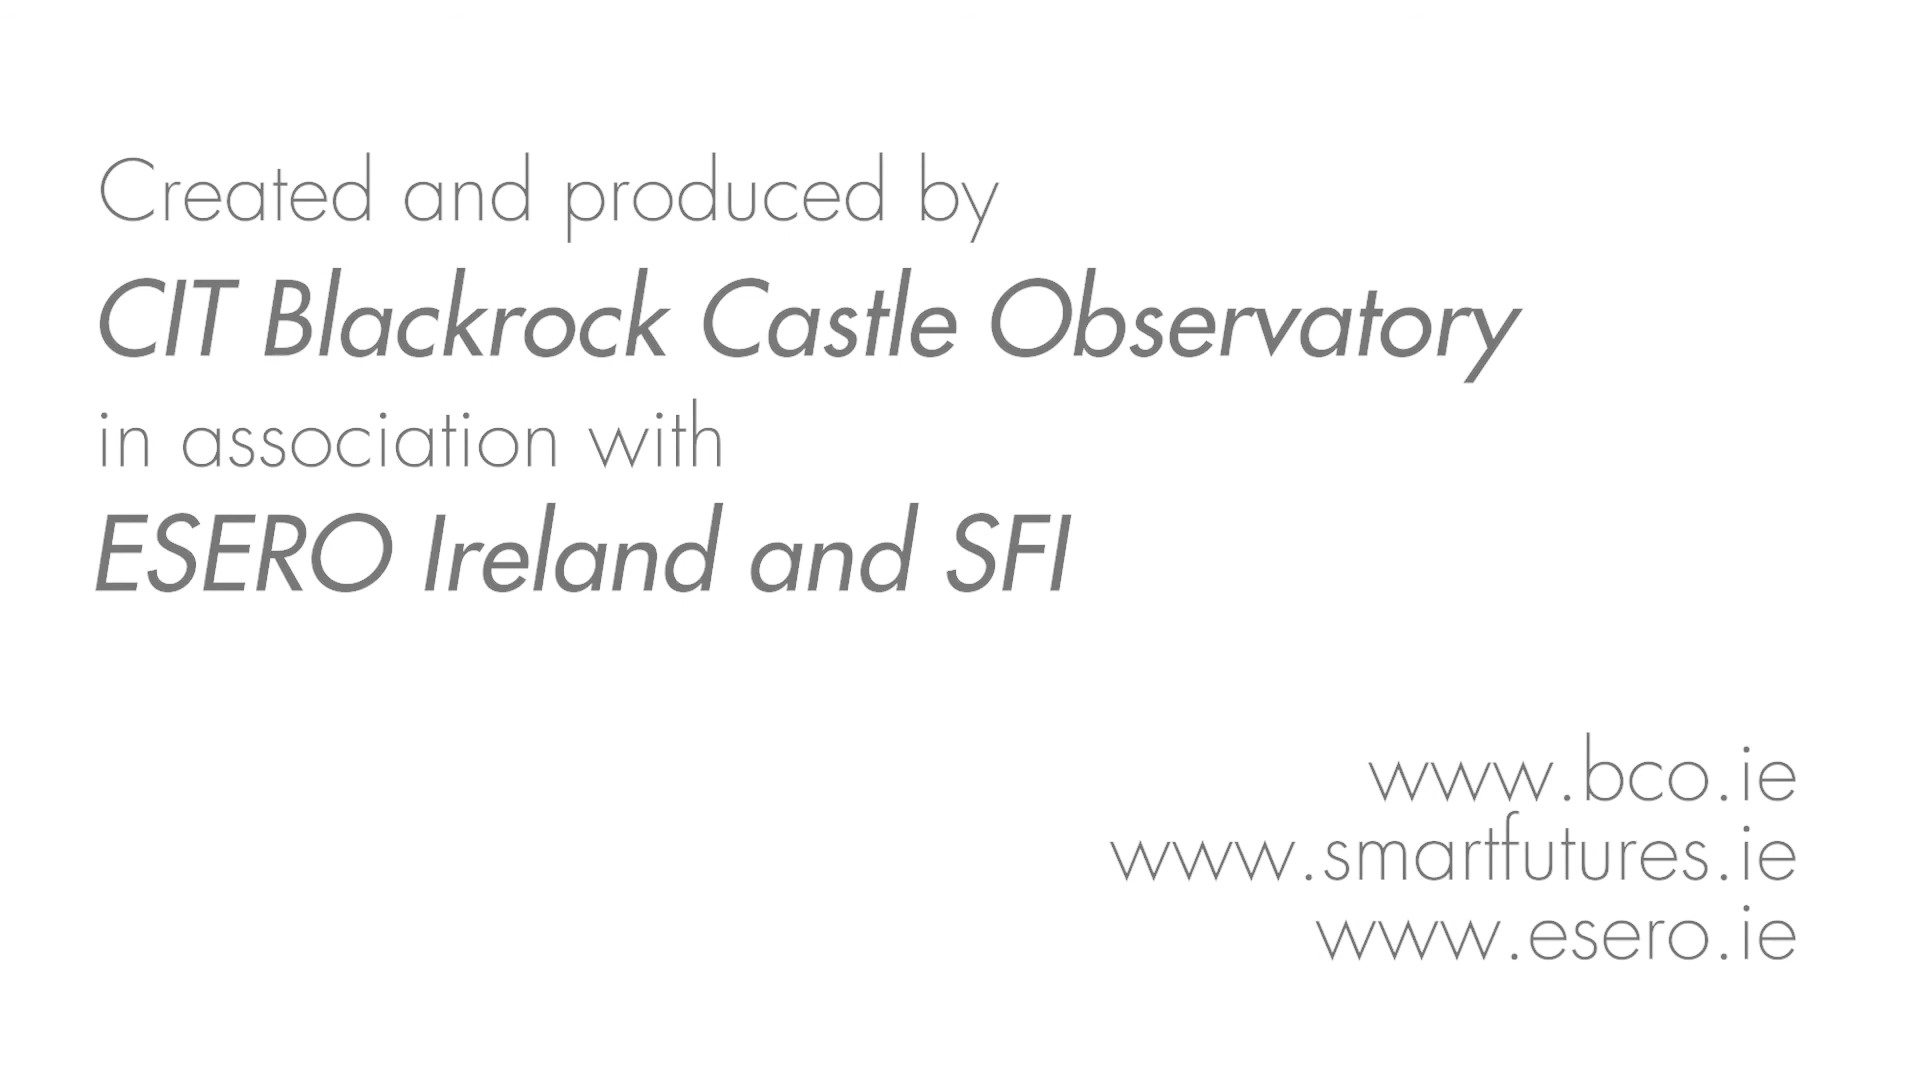 Created and produced by
CIT Blackrock Castle Observatory
in association with
ESERO Ireland and SFI
www.bco.ie
www.smartfutures.ie
www.esero.ie